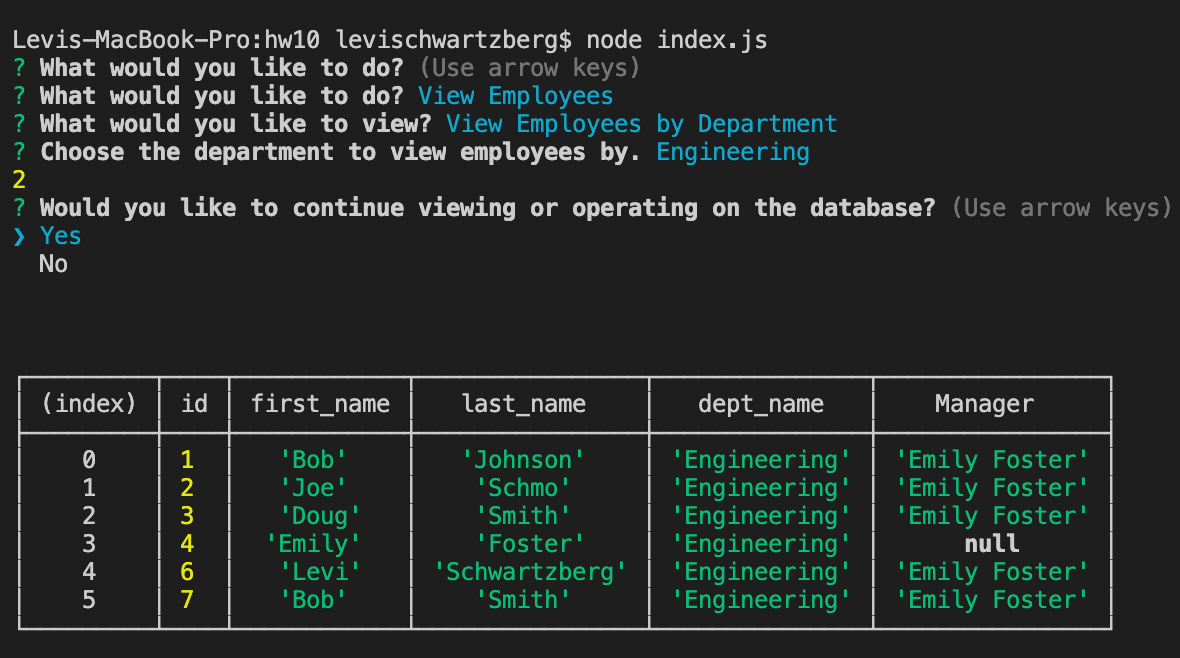 Levis-MacBook-Pro:hw10 levischwartzberg$ node index.js
? What would you like to do? (Use arrow keys)
? What would you like to do? View Employees
? What would you like to view? View Employees by Department
? Choose the department to view employees by. Engineering
2
? Would you like to continue viewing or operating on the database? (Use arrow keys)
❯ Yes
No
(index) id first_name last_name dept_name Manager
0 1 'Bob' 'Johnson' 'Engineering' 'Emily Foster'
1 2 'Joe' 'Schmo' 'Engineering' 'Emily Foster'
2 3 'Doug' 'Smith' 'Engineering' 'Emily Foster'
3 4 'Emily' 'Foster' 'Engineering' null
4 6 'Levi' 'Schwartzberg' 'Engineering' 'Emily Foster'
5 7 'Bob' 'Smith' 'Engineering' 'Emily Foster'